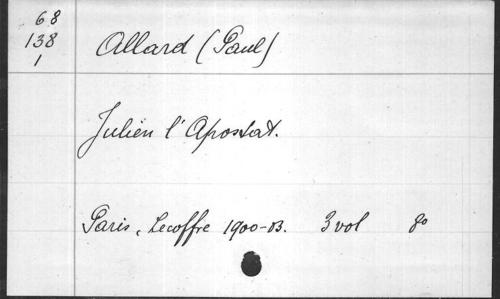 68
138
1
Allard (Paul)
Julien l'Apostat.
Paris, Lecoffre 1900-03. 3 vol 8o